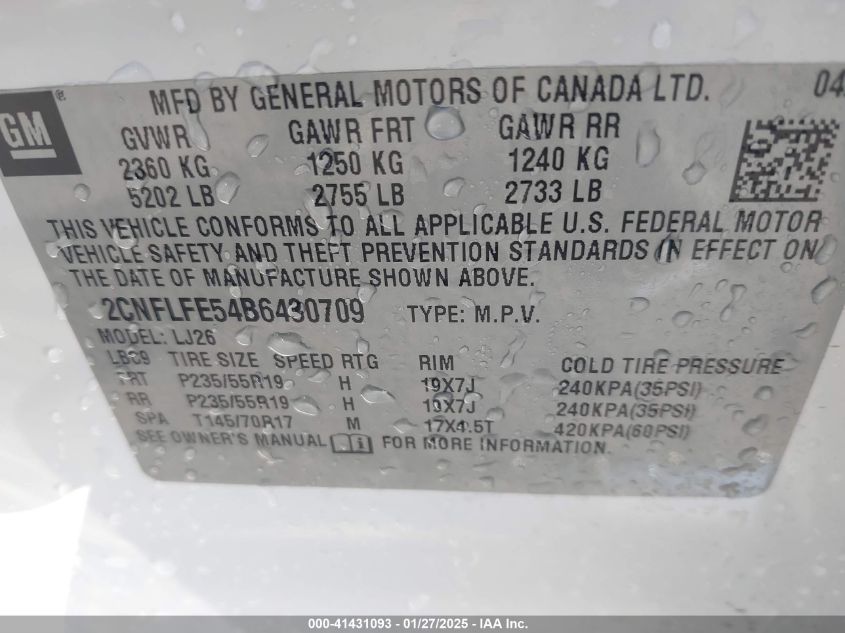 GM®
MFD BY GENERAL MOTORS OF CANADA LTD. 04
GVWR GAWR FRT GAWR RR
2360 KG 1250 KG 1240 KG
5202 LB 2755 LB 2733 LB
THIS VEHICLE CONFORMS TO ALL APPLICABLE U.S. FEDERAL MOTOR
VEHICLE SAFETY AND THEFT PREVENTION STANDARDS IN EFFECT ON
THE DATE OF MANUFACTURE SHOWN ABOVE.
2CNFLFE54B6430709 TYPE: M.P.V.
MODEL: LJ26
LB39 TIRE SIZE SPEED RTG RIM COLD TIRE PRESSURE
FRT P235/55R19 H 19X7J 240KPA(35PSI)
RR P235/55R19 H 19X7J 240KPA(35PSI)
SPA T145/70R17 M 17X4.5T 420KPA(60PSI)
SEE OWNER'S MANUAL FOR MORE INFORMATION.
000-41431093 | 01/27/2025 | IAA Inc.